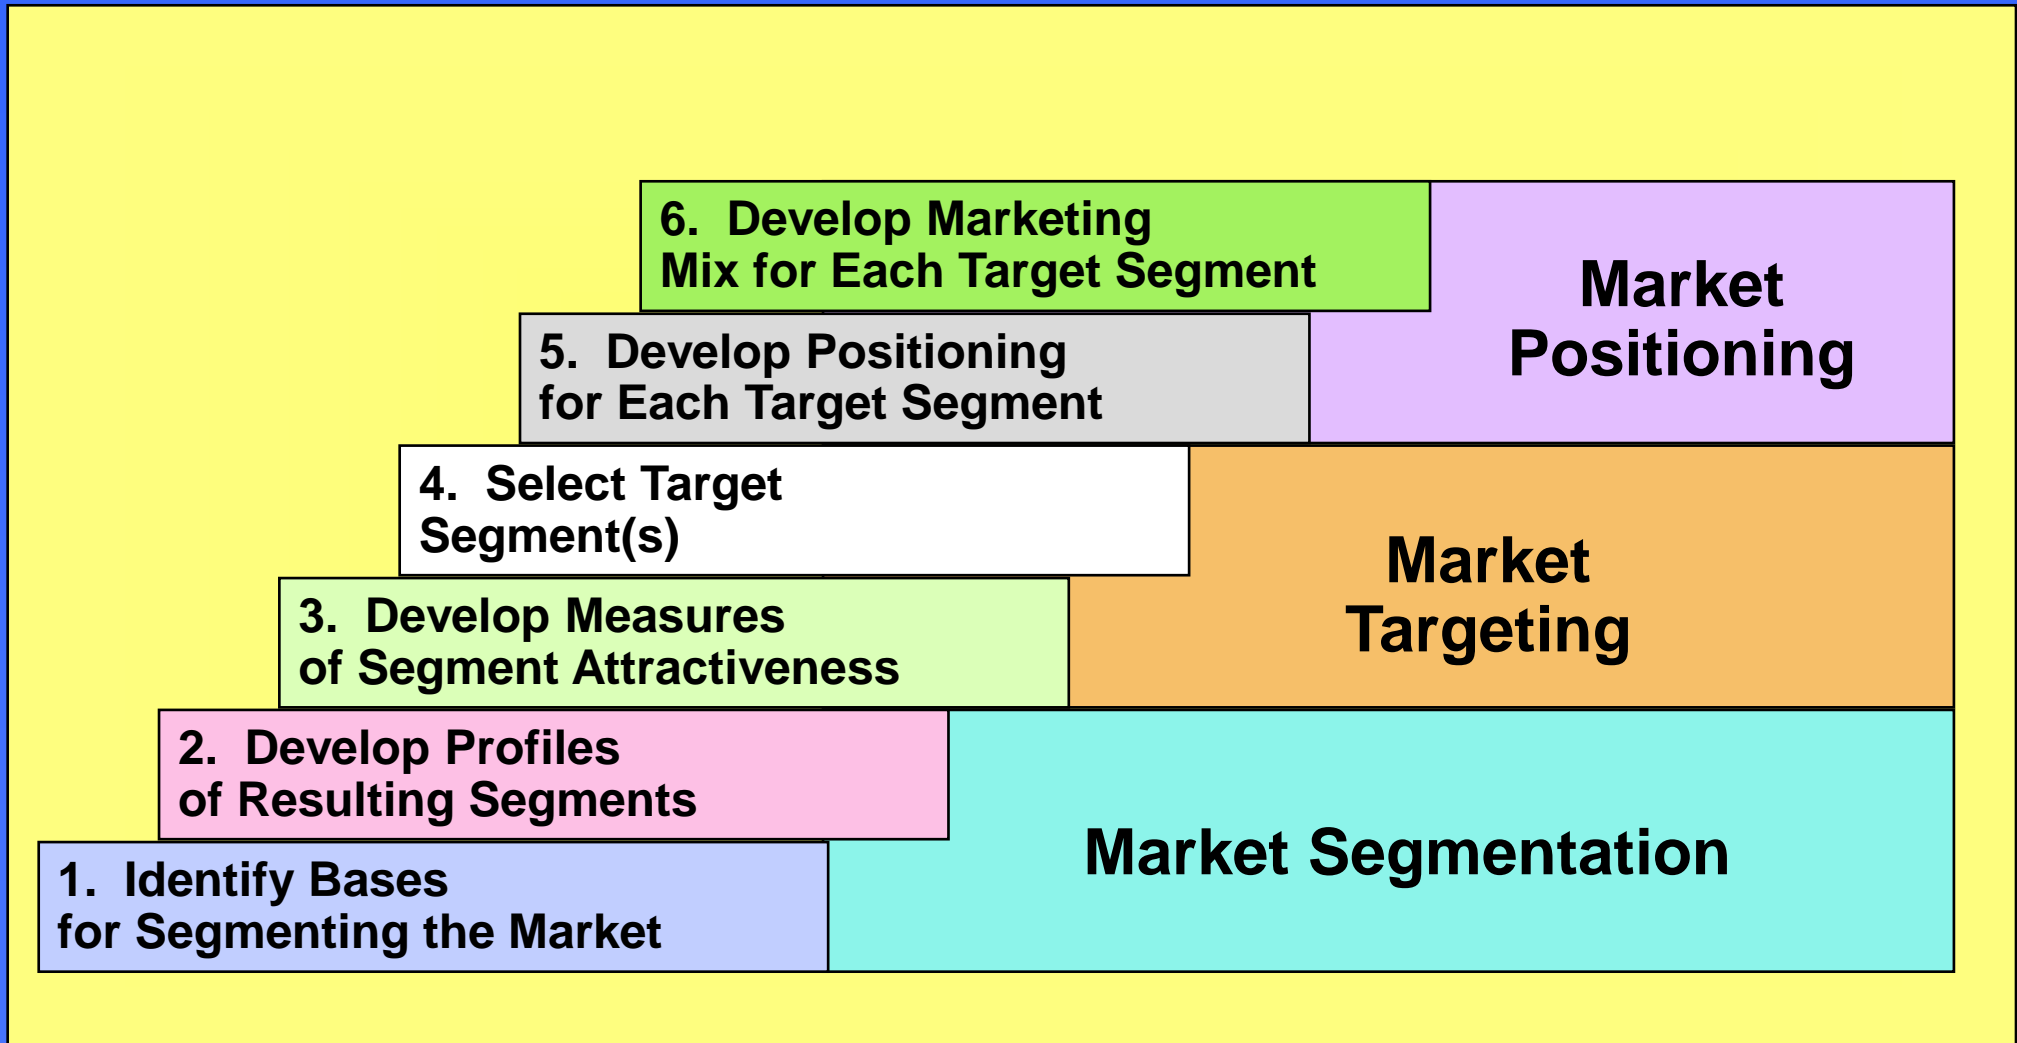 6. Develop Marketing
Mix for Each Target Segment
Market
Positioning
5. Develop Positioning
for Each Target Segment
4. Select Target
Segment(s)
Market
Targeting
3. Develop Measures
of Segment Attractiveness
2. Develop Profiles
of Resulting Segments
Market Segmentation
1. Identify Bases
for Segmenting the Market